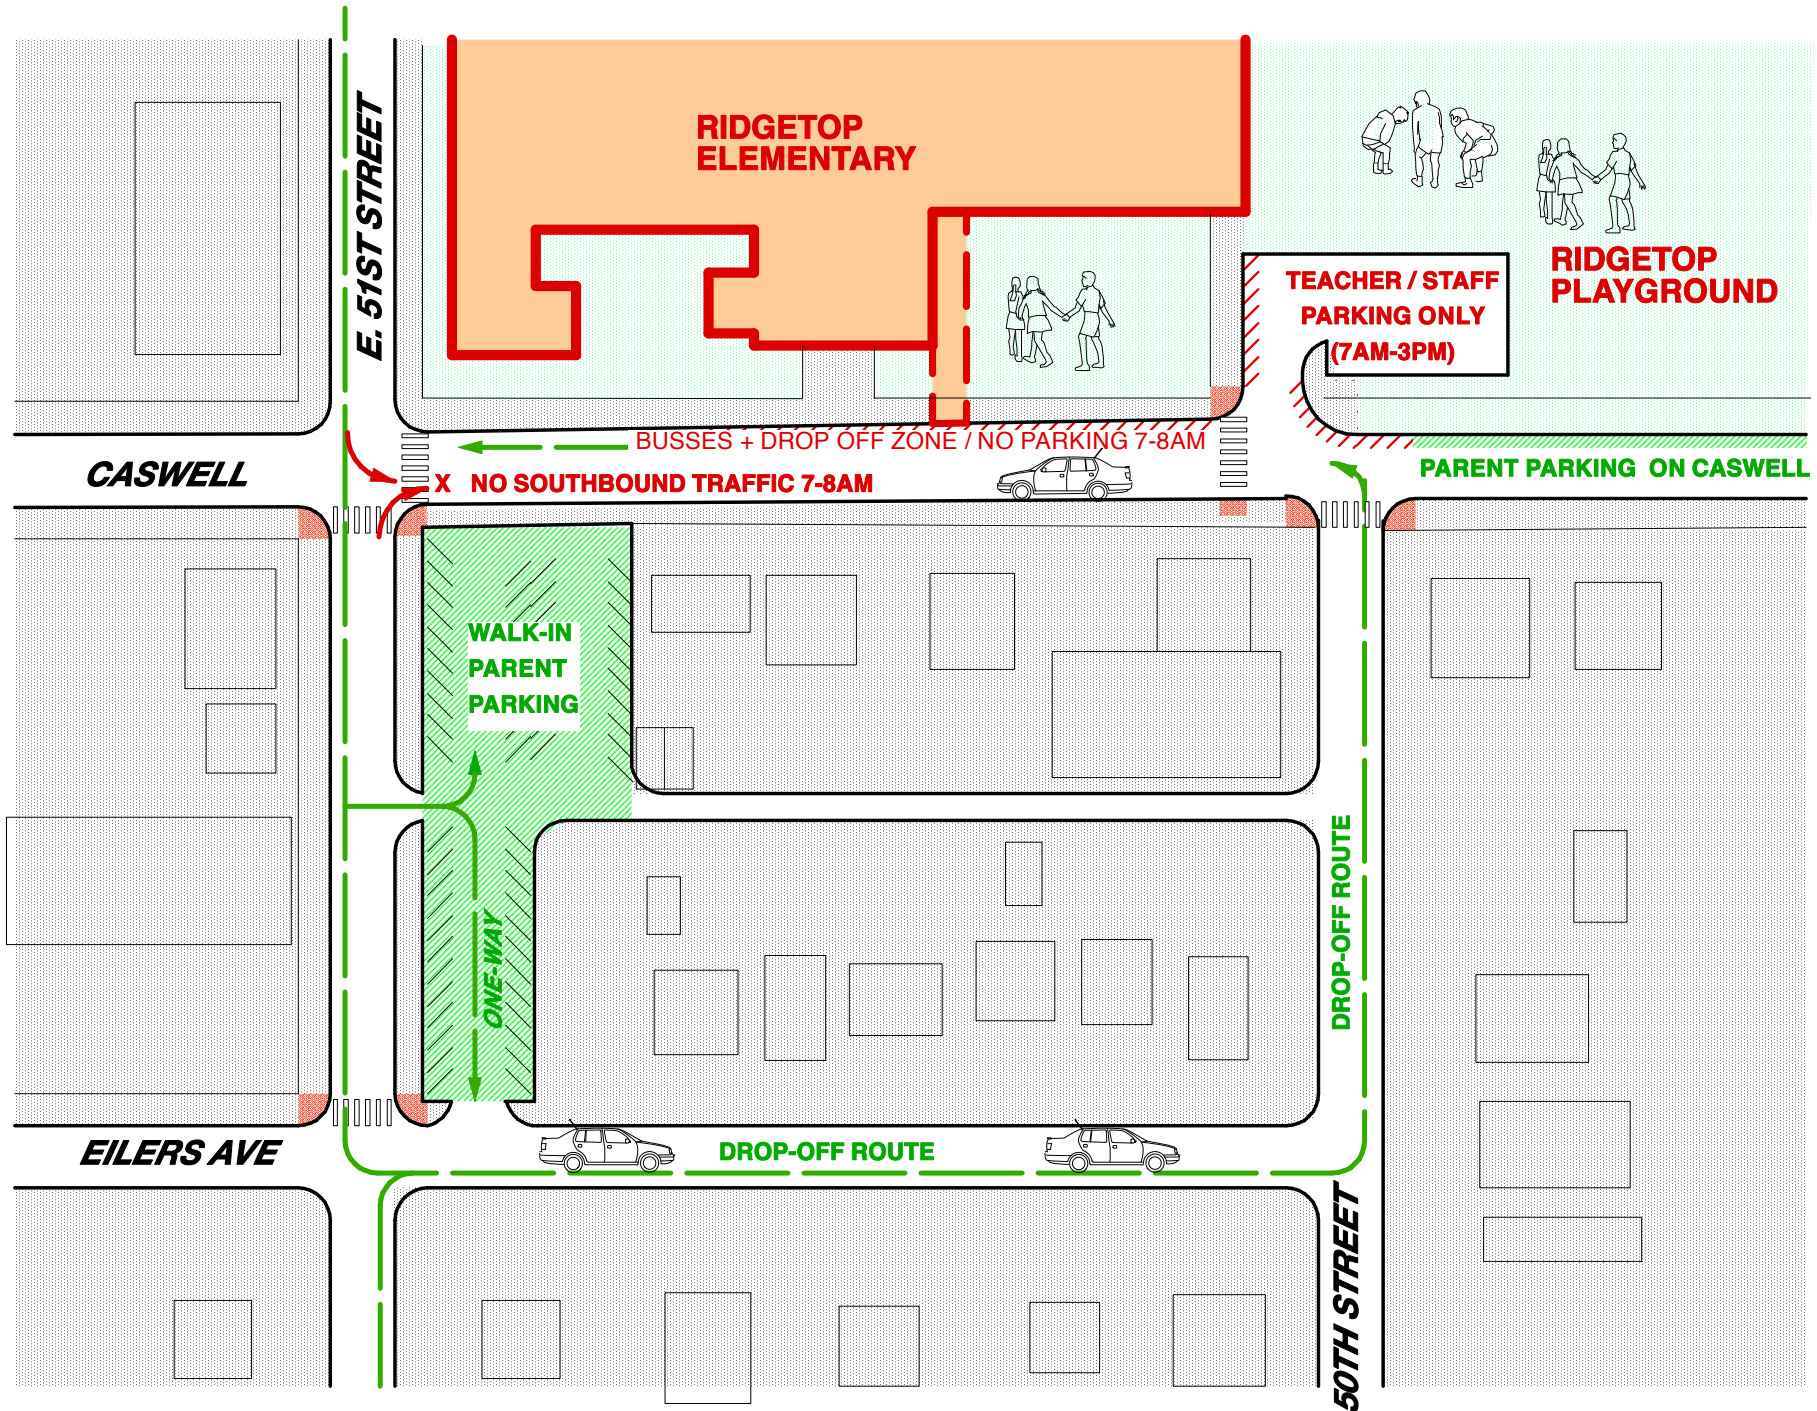 E. 51ST STREET
RIDGETOP
ELEMENTARY
RIDGETOP
PLAYGROUND
TEACHER / STAFF
PARKING ONLY
(7AM-3PM)
BUSSES + DROP OFF ZONE / NO PARKING 7-8AM
CASWELL
X NO SOUTHBOUND TRAFFIC 7-8AM
PARENT PARKING ON CASWELL
WALK-IN
PARENT
PARKING
ONE-WAY
DROP-OFF ROUTE
EILERS AVE
DROP-OFF ROUTE
50TH STREET